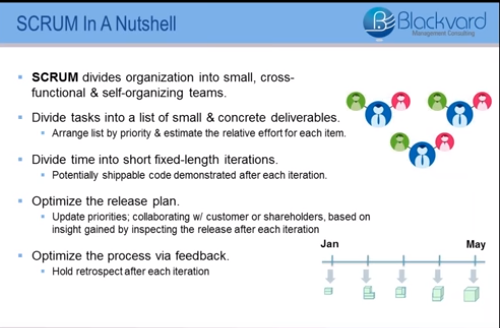 SCRUM In A Nutshell
Blackvard
Management Consulting
SCRUM divides organization into small, cross-
functional & self-organizing teams.
Divide tasks into a list of small & concrete deliverables.
Arrange list by priority & estimate the relative effort for each item.
Divide time into short fixed-length iterations.
Potentially shippable code demonstrated after each iteration.
Optimize the release plan.
Update priorities; collaborating w/ customer or shareholders, based on
insight gained by inspecting the release after each iteration
Optimize the process via feedback.
Hold retrospect after each iteration
Jan
May